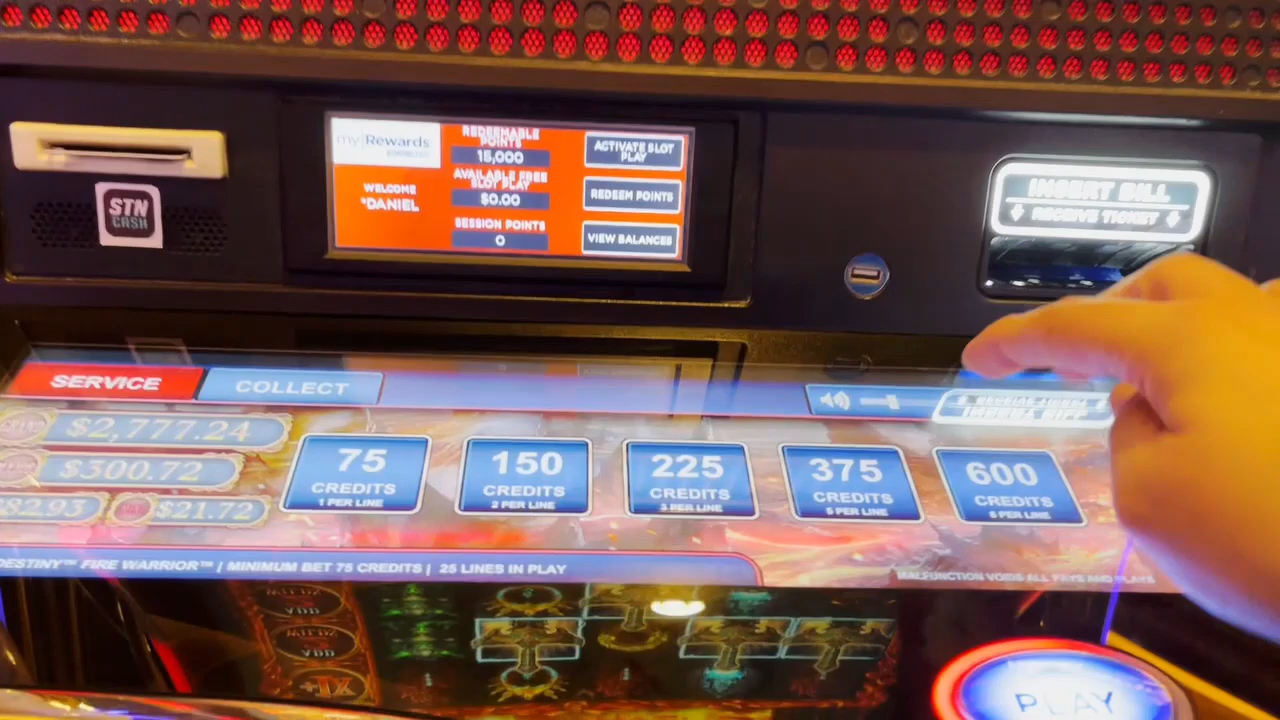 my Rewards
REDEEMABLE
POINTS
15,000
AVAILABLE FREE
SLOT PLAY
$0.00
SESSION POINTS
0
WELCOME
*DANIEL
ACTIVATE SLOT
PLAY
REDEEM POINTS
VIEW BALANCES
INSERT BILL
RECEIVE TICKET
STN
CASH
SERVICE
COLLECT
$2,777.24
$300.72
82.93
$21.72
75
CREDITS
1 PER LINE
150
CREDITS
2 PER LINE
225
CREDITS
3 PER LINE
375
CREDITS
5 PER LINE
600
CREDITS
8 PER LINE
DESTINY™ FIRE WARRIOR™ | MINIMUM BET 75 CREDITS | 25 LINES IN PLAY
MALFUNCTION VOIDS ALL PAYS AND PLAYS
PLAY